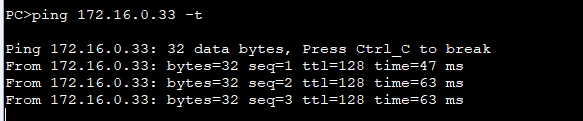 PC>ping 172.16.0.33 -t
Ping 172.16.0.33: 32 data bytes, Press Ctrl_C to break
From 172.16.0.33: bytes=32 seq=1 ttl=128 time=47 ms
From 172.16.0.33: bytes=32 seq=2 ttl=128 time=63 ms
From 172.16.0.33: bytes=32 seq=3 ttl=128 time=63 ms